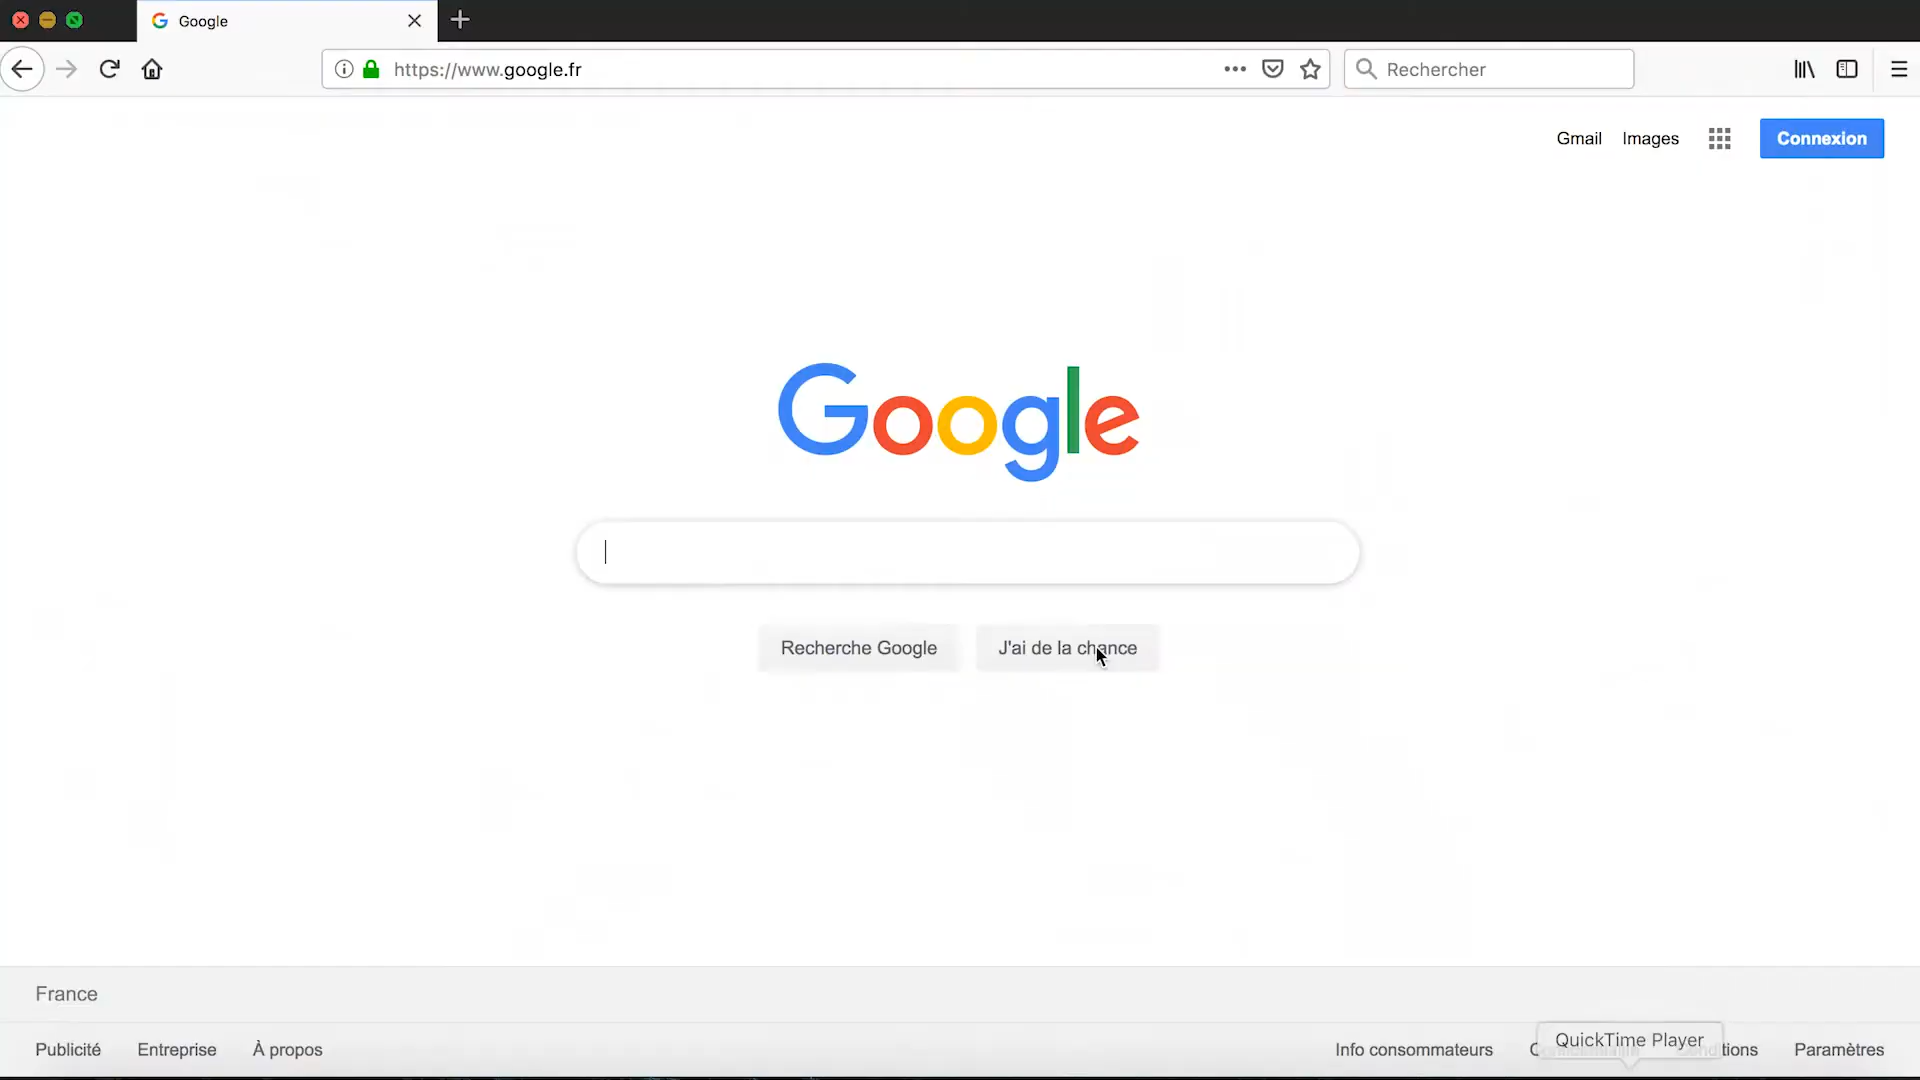 Google
https://www.google.fr
Rechercher
Gmail Images Connexion
Google
Recherche Google J'ai de la chance
France
Publicité Entreprise À propos Info consommateurs QuickTime Player Paramètres